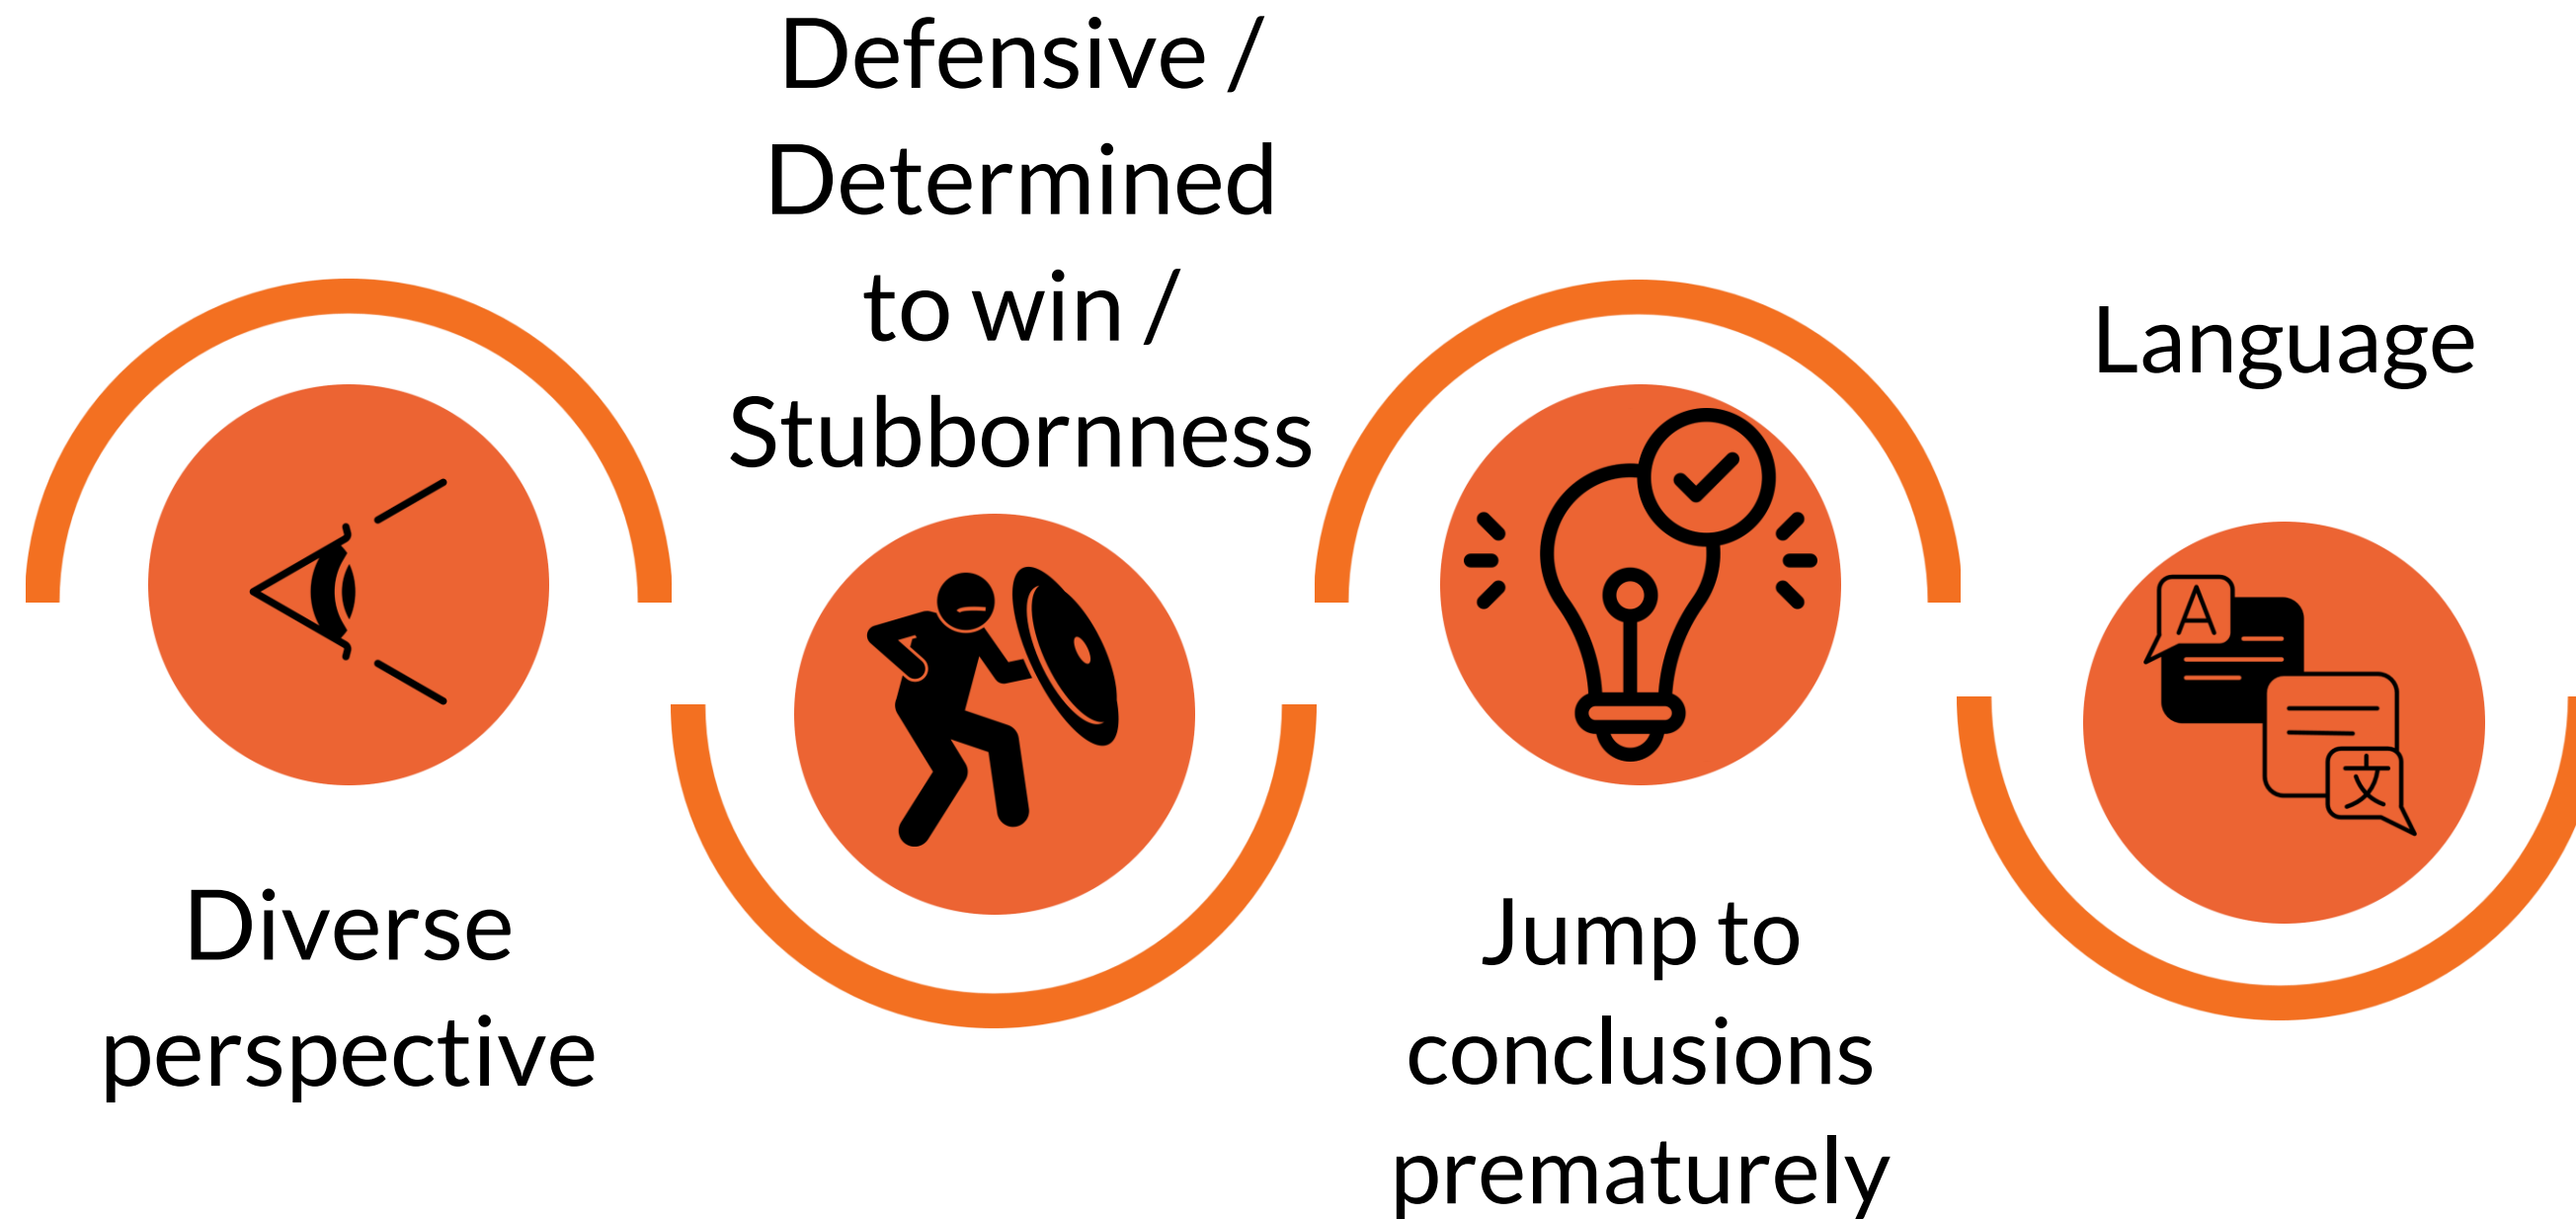 Diverse
perspective
Defensive /
Determined
to win /
Stubbornness
Jump to
conclusions
prematurely
Language
A
文